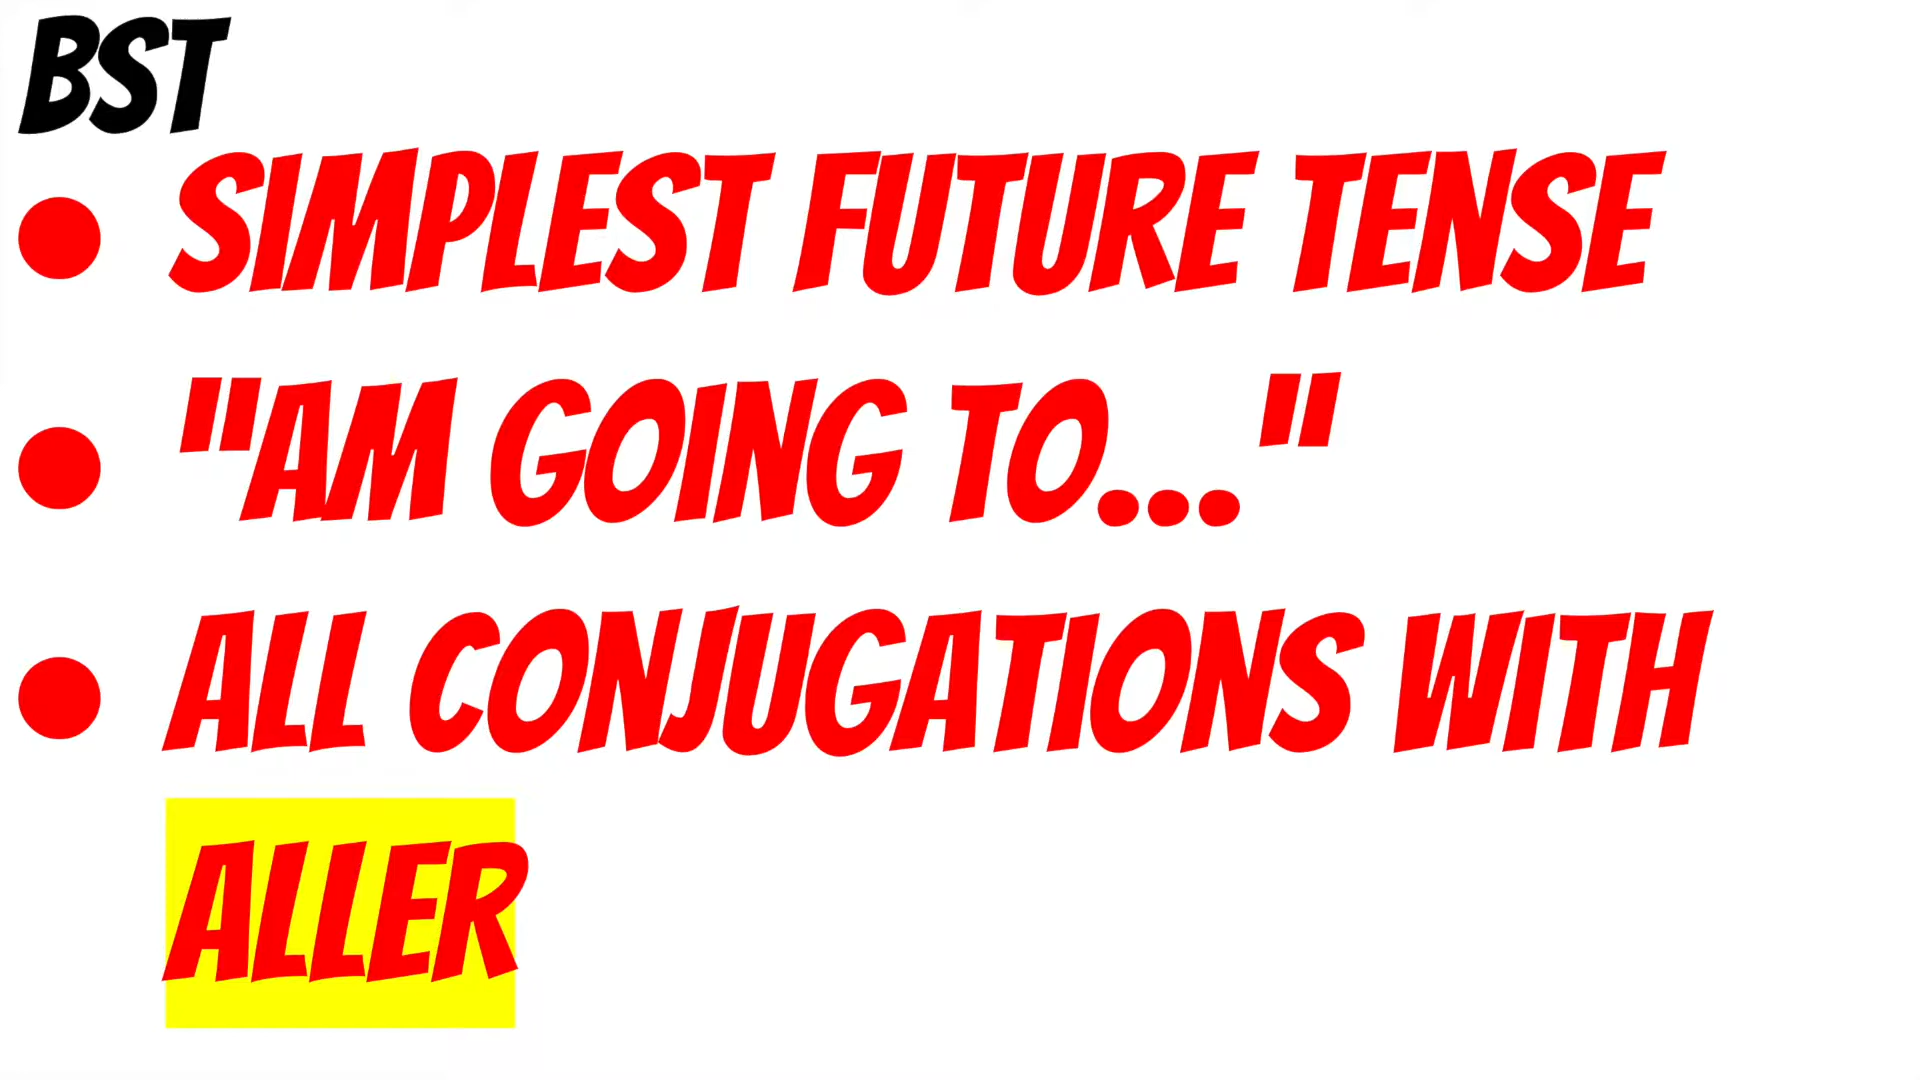 BST
• SIMPLEST FUTURE TENSE
• "AM GOING TO..."
• ALL CONJUGATIONS WITH
ALLER